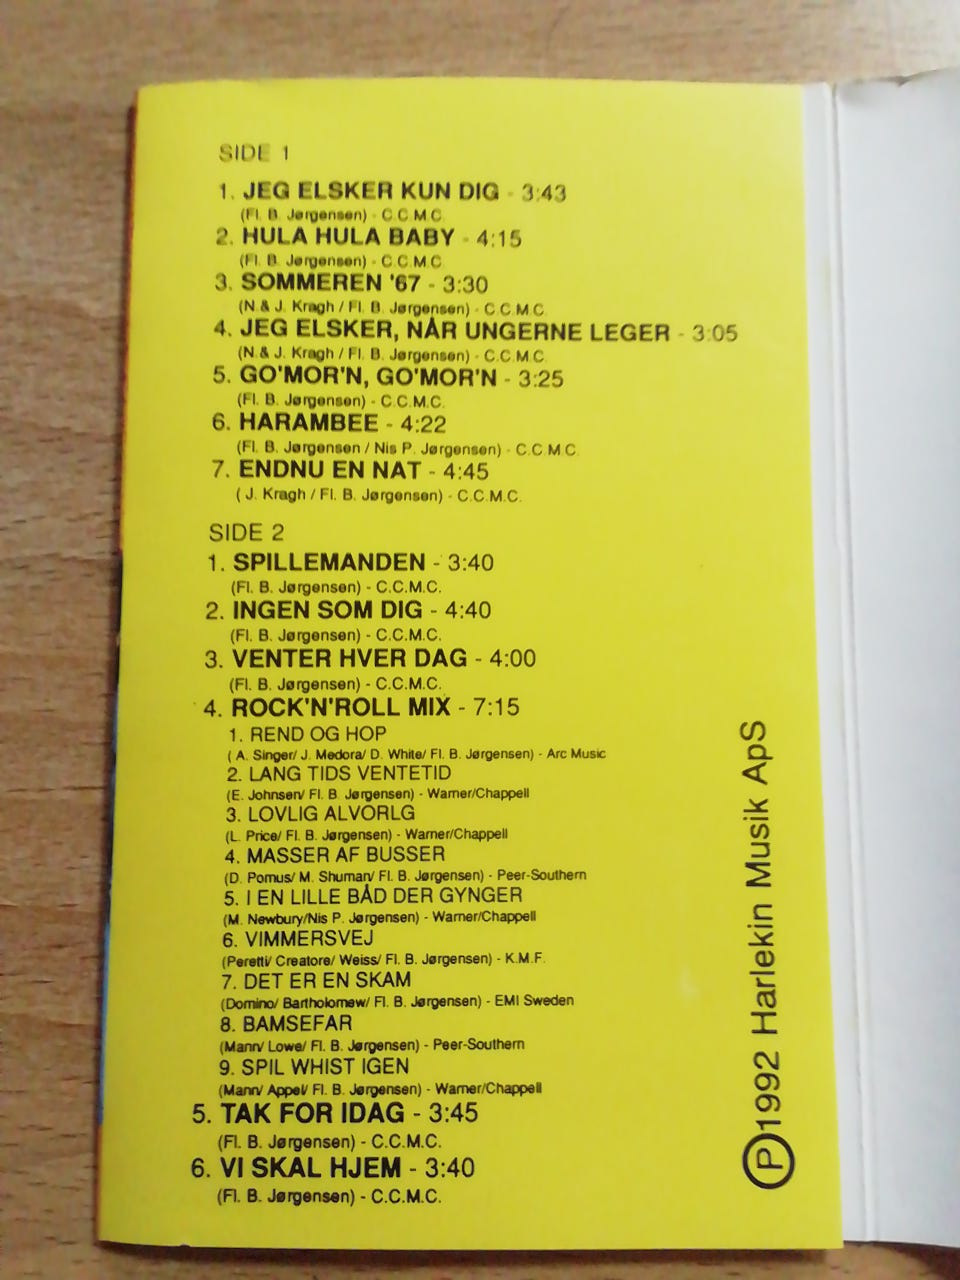 SIDE 1
1. JEG ELSKER KUN DIG - 3:43
(Fl. B. Jørgensen) - C.C.M.C.
2. HULA HULA BABY - 4:15
(Fl. B. Jørgensen) - C.C.M.C.
3. SOMMEREN '67 - 3:30
(N & J. Kragh / Fl. B. Jørgensen) - C.C.M.C.
4. JEG ELSKER, NÅR UNGERNE LEGER - 3:05
(N & J. Kragh / Fl. B. Jørgensen) - C.C.M.C.
5. GO'MOR'N, GO'MOR'N - 3:25
(Fl. B. Jørgensen) - C.C.M.C.
6. HARAMBEE - 4:22
(Fl. B. Jørgensen / Nis P. Jørgensen) - C.C.M.C.
7. ENDNU EN NAT - 4:45
( J. Kragh / Fl. B. Jørgensen) - C.C.M.C.
SIDE 2
1. SPILLEMANDEN - 3:40
(Fl. B. Jørgensen) - C.C.M.C.
2. INGEN SOM DIG - 4:40
(Fl. B. Jørgensen) - C.C.M.C.
3. VENTER HVER DAG - 4:00
(Fl. B. Jørgensen) - C.C.M.C.
4. ROCK'N'ROLL MIX - 7:15
1. REND OG HOP
( A. Singer/ J. Medora/ D. White/ Fl. B. Jørgensen) - Arc Music
2. LANG TIDS VENTETID
(E. Johnsen/ Fl. B. Jørgensen) - Warner/Chappell
3. LOVLIG ALVORLG
(L. Price/ Fl. B. Jørgensen) - Warner/Chappell
4. MASSER AF BUSSER
(D. Pomus/ M. Shuman/ Fl. B. Jørgensen) - Peer-Southern
5. I EN LILLE BÅD DER GYNGER
(M. Newbury/Nis P. Jørgensen) - Warner/Chappell
6. VIMMERSVEJ
(Peretti/ Creatore/ Weiss/ Fl. B. Jørgensen) - K.M.F.
7. DET ER EN SKAM
(Domino/ Bartholomew/ Fl. B. Jørgensen) - EMI Sweden
8. BAMSEFAR
(Mann/ Lowe/ Fl. B. Jørgensen) - Peer-Southern
9. SPIL WHIST IGEN
(Mann/ Appel/ Fl. B. Jørgensen) - Warner/Chappell
5. TAK FOR IDAG - 3:45
(Fl. B. Jørgensen) - C.C.M.C.
6. VI SKAL HJEM - 3:40
(Fl. B. Jørgensen) - C.C.M.C.
℗1992 Harlekin Musik ApS